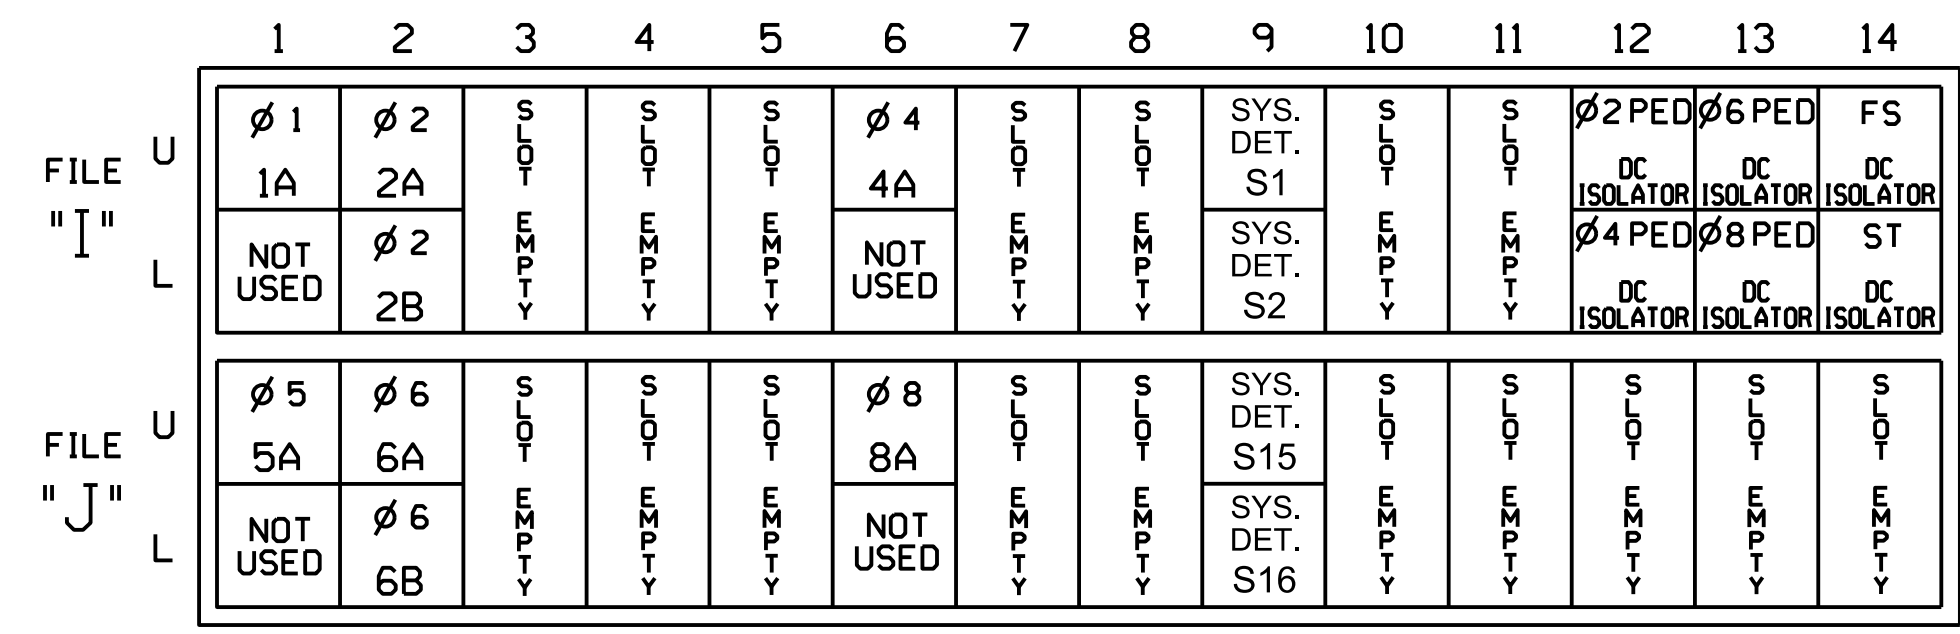 1 2 3 4 5 6 7 8 9 10 11 12 13 14
FILE "I"
U
L
Ø 1
1A
NOT
USED
Ø 2
2A
Ø 2
2B
SLOT EMPTY
SLOT EMPTY
SLOT EMPTY
Ø 4
4A
NOT
USED
SLOT EMPTY
SLOT EMPTY
SYS.
DET.
S1
SYS.
DET.
S2
SLOT EMPTY
SLOT EMPTY
Ø2 PED
DC
ISOLATOR
Ø4 PED
DC
ISOLATOR
Ø6 PED
DC
ISOLATOR
Ø8 PED
DC
ISOLATOR
FS
DC
ISOLATOR
ST
DC
ISOLATOR
FILE "J"
U
L
Ø 5
5A
NOT
USED
Ø 6
6A
Ø 6
6B
SLOT EMPTY
SLOT EMPTY
SLOT EMPTY
Ø 8
8A
NOT
USED
SLOT EMPTY
SLOT EMPTY
SYS.
DET.
S15
SYS.
DET.
S16
SLOT EMPTY
SLOT EMPTY
SLOT EMPTY
SLOT EMPTY
SLOT EMPTY